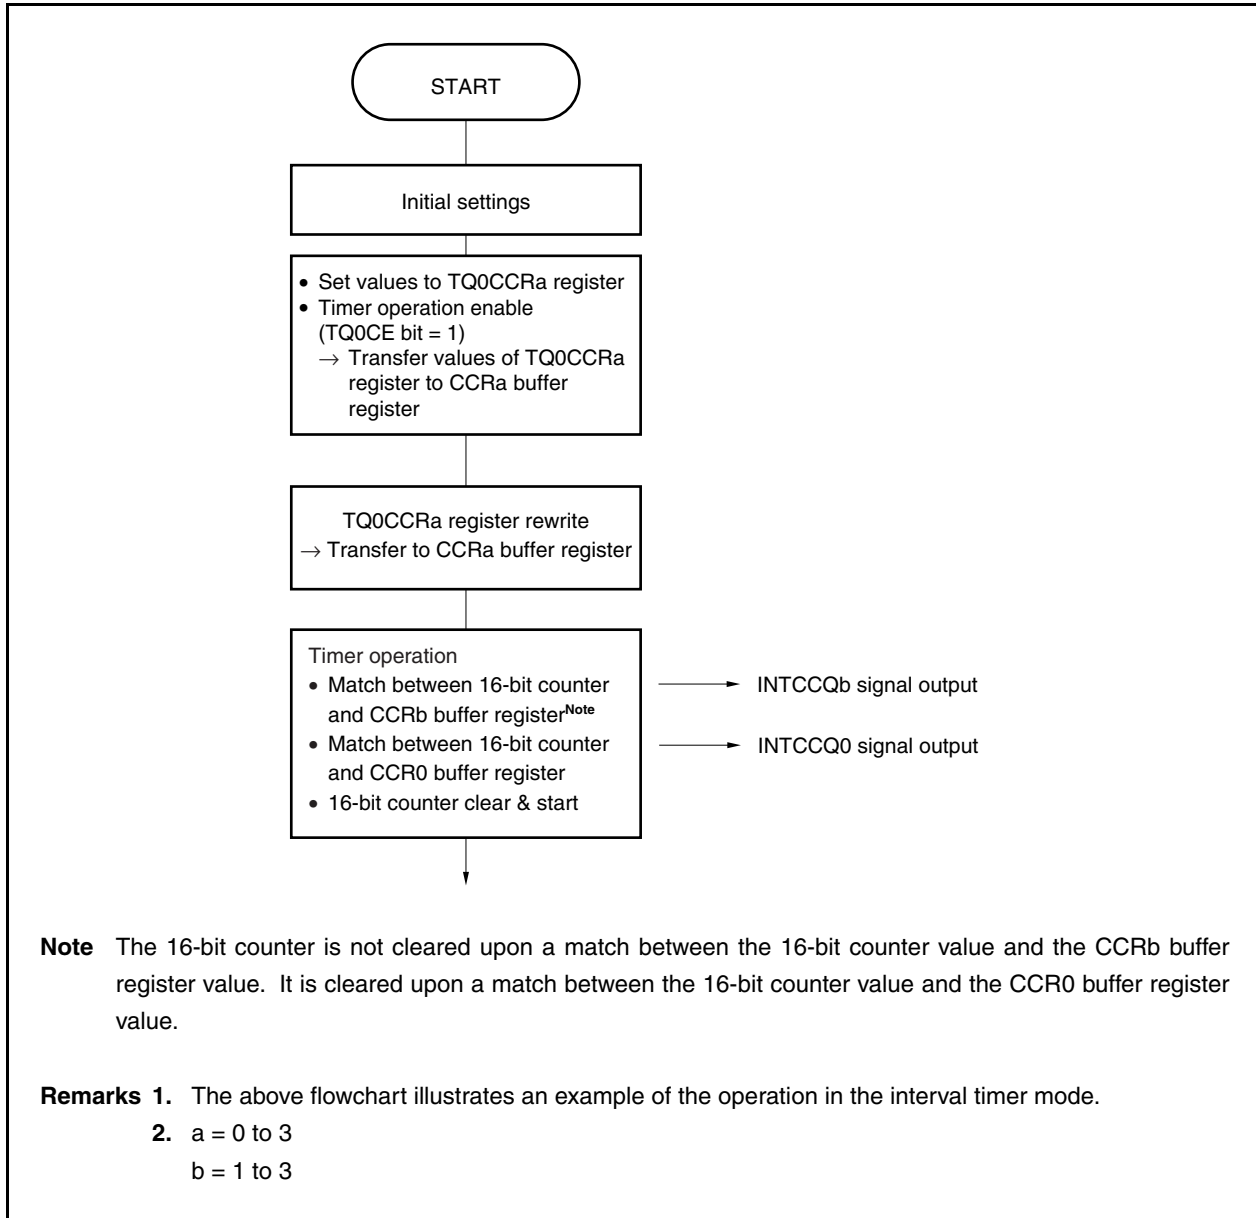 START
Initial settings
• Set values to TQ0CCRa register
• Timer operation enable
(TQ0CE bit = 1)
→ Transfer values of TQ0CCRa
register to CCRa buffer
register
TQ0CCRa register rewrite
→ Transfer to CCRa buffer register
Timer operation
• Match between 16-bit counter
and CCRb buffer registerNote
• Match between 16-bit counter
and CCR0 buffer register
• 16-bit counter clear & start
INTCCQb signal output
INTCCQ0 signal output
Note The 16-bit counter is not cleared upon a match between the 16-bit counter value and the CCRb buffer
register value. It is cleared upon a match between the 16-bit counter value and the CCR0 buffer register
value.
Remarks 1. The above flowchart illustrates an example of the operation in the interval timer mode.
2. a = 0 to 3
b = 1 to 3